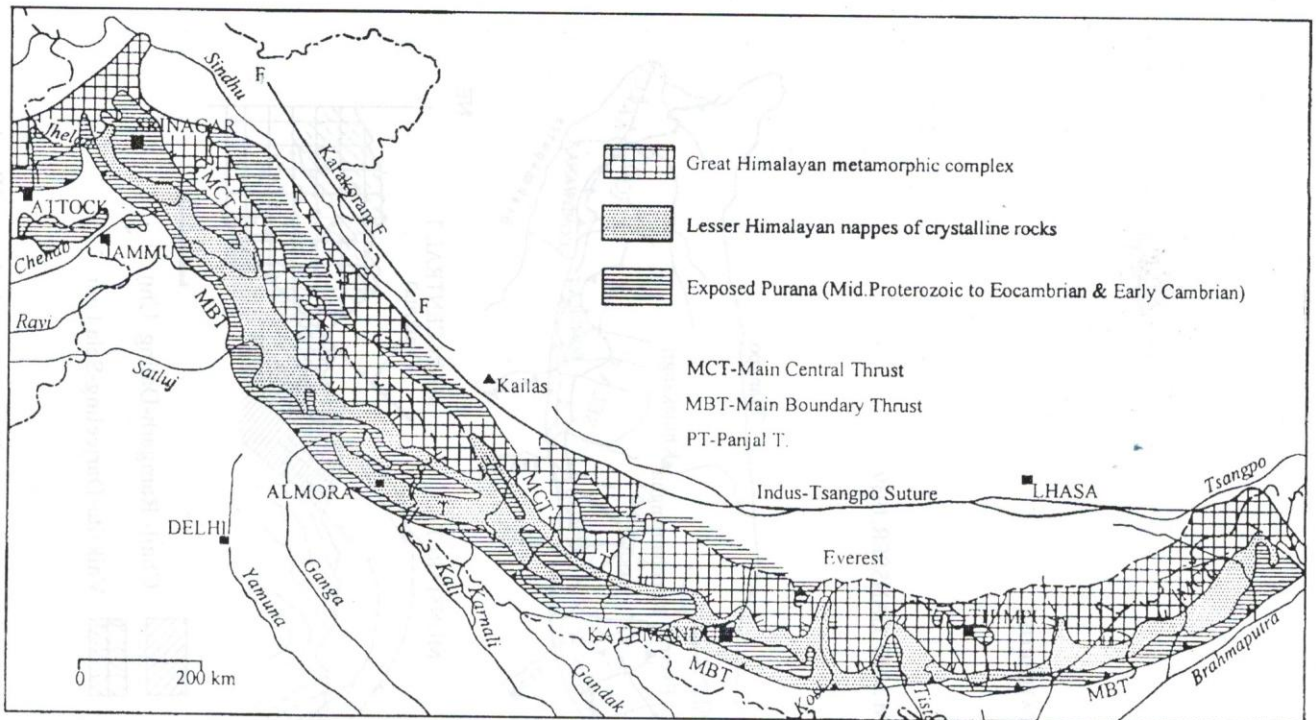 Sindhu
F
Jhelam
SRINAGAR
MCT
Karakoram F
ATTOCK
Chenab
JAMMU
Ravi
MBT
Satluj
F
Great Himalayan metamorphic complex
Lesser Himalayan nappes of crystalline rocks
Exposed Purana (Mid.Proterozoic to Eocambrian & Early Cambrian)
MCT-Main Central Thrust
MBT-Main Boundary Thrust
PT-Panjal T.
Kailas
MCT
Indus-Tsangpo Suture
LHASA
Tsangpo
ALMORA
DELHI
Everest
MCT
Yamuna
Ganga
Kali
Karnali
KATHMANDU
MBT
Gandak
Kosi
Tista
MBT
Brahmaputra
0 200 km